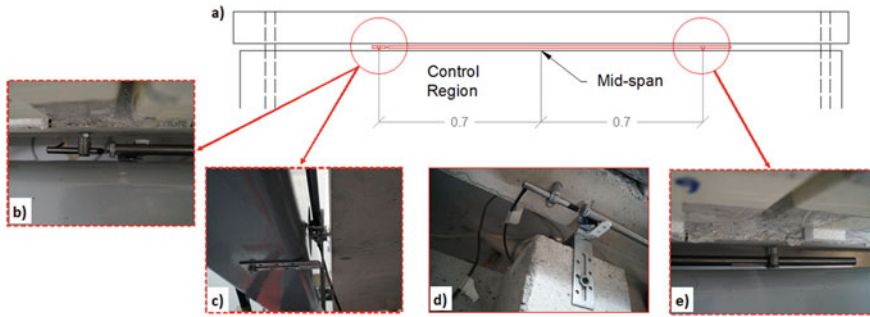 a)
Control
Region
Mid-span
0.7
0.7
b)
c)
d)
e)